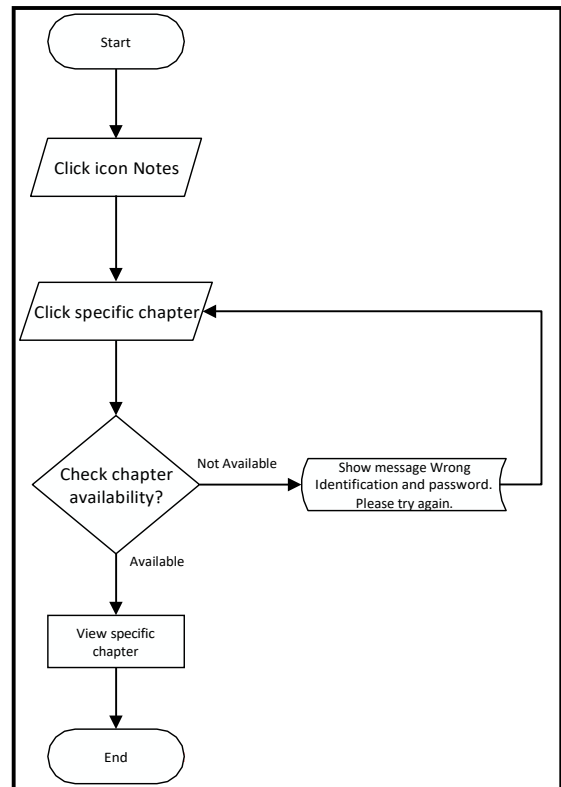 Start
Click icon Notes
Click specific chapter
Check chapter
availability?
Not Available
Show message Wrong
Identification and password.
Please try again.
Available
View specific
chapter
End